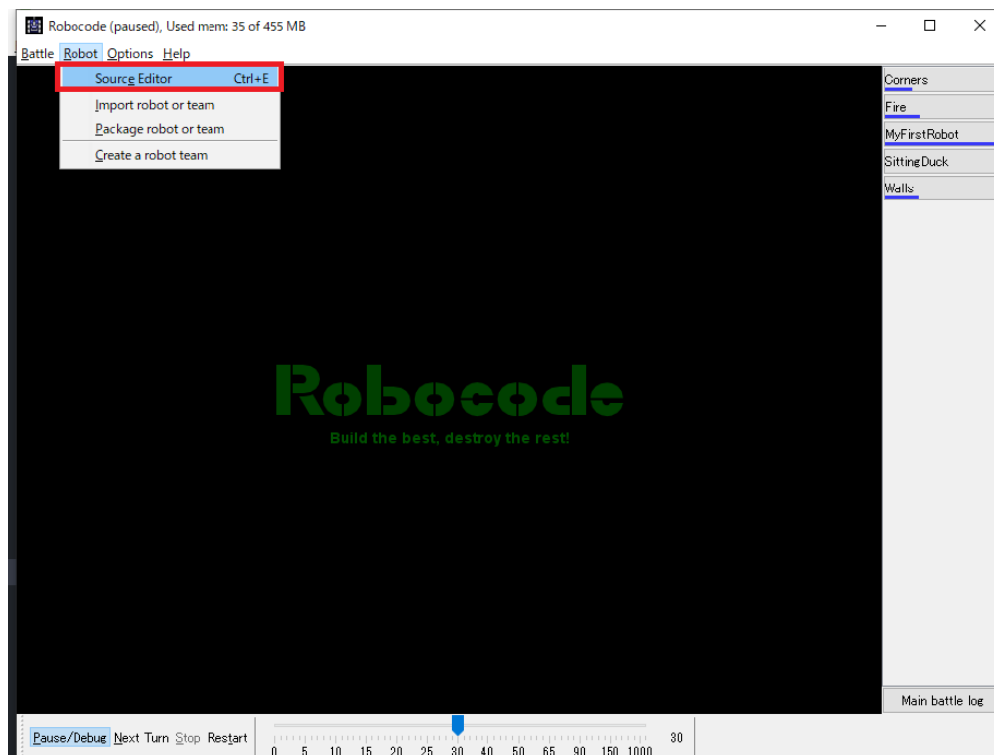 Robocode (paused), Used mem: 35 of 455 MB
Battle Robot Options Help
Source Editor Ctrl+E
Import robot or team
Package robot or team
Create a robot team
Corners
Fire
MyFirstRobot
SittingDuck
Walls
Robocode
Build the best, destroy the rest!
Main battle log
Pause/Debug Next Turn Stop Restart
0 5 10 15 20 25 30 40 50 65 90 150 1000
30